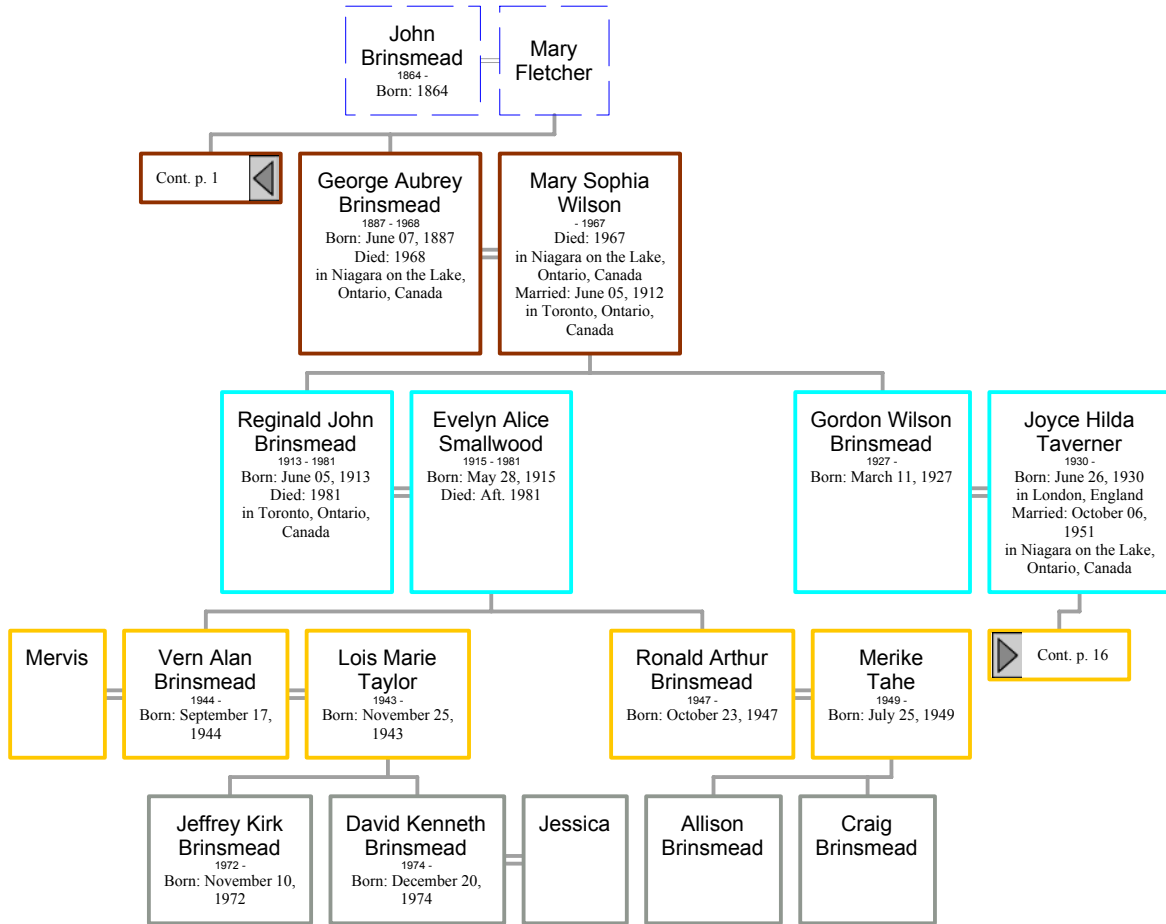 John
Brinsmead
1864 -
Born: 1864
Mary
Fletcher
Cont. p. 1
George Aubrey
Brinsmead
1887 - 1968
Born: June 07, 1887
Died: 1968
in Niagara on the Lake,
Ontario, Canada
Mary Sophia
Wilson
- 1967
Died: 1967
in Niagara on the Lake,
Ontario, Canada
Married: June 05, 1912
in Toronto, Ontario,
Canada
Reginald John
Brinsmead
1913 - 1981
Born: June 05, 1913
Died: 1981
in Toronto, Ontario,
Canada
Evelyn Alice
Smallwood
1915 - 1981
Born: May 28, 1915
Died: Aft. 1981
Gordon Wilson
Brinsmead
1927 -
Born: March 11, 1927
Joyce Hilda
Taverner
1930 -
Born: June 26, 1930
in London, England
Married: October 06,
1951
in Niagara on the Lake,
Ontario, Canada
Mervis
Vern Alan
Brinsmead
1944 -
Born: September 17,
1944
Lois Marie
Taylor
1943 -
Born: November 25,
1943
Ronald Arthur
Brinsmead
1947 -
Born: October 23, 1947
Merike
Tahe
1949 -
Born: July 25, 1949
Cont. p. 16
Jeffrey Kirk
Brinsmead
1972 -
Born: November 10,
1972
David Kenneth
Brinsmead
1974 -
Born: December 20,
1974
Jessica
Allison
Brinsmead
Craig
Brinsmead